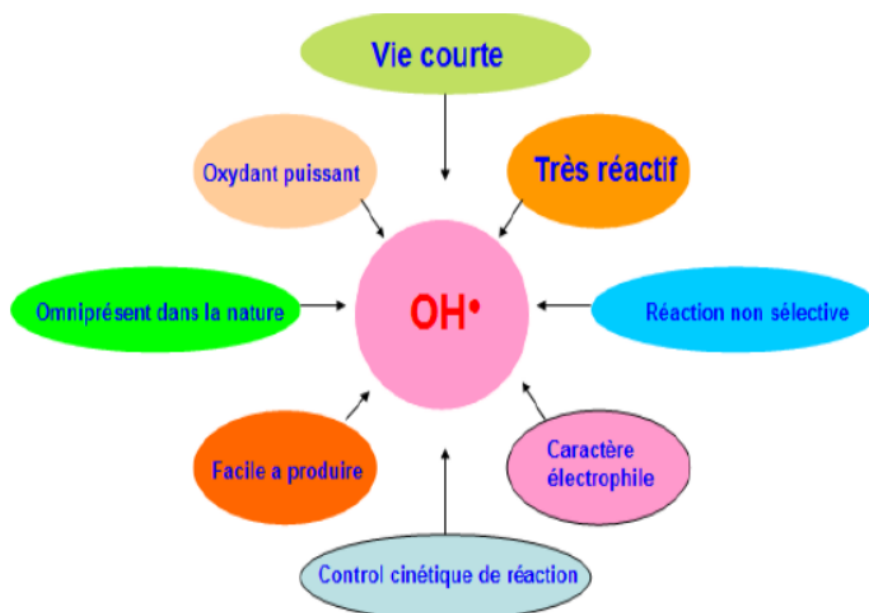 Vie courte
Oxydant puissant
Très réactif
Omniprésent dans la nature
OH•
Réaction non sélective
Facile a produire
Caractère
électrophile
Control cinétique de réaction